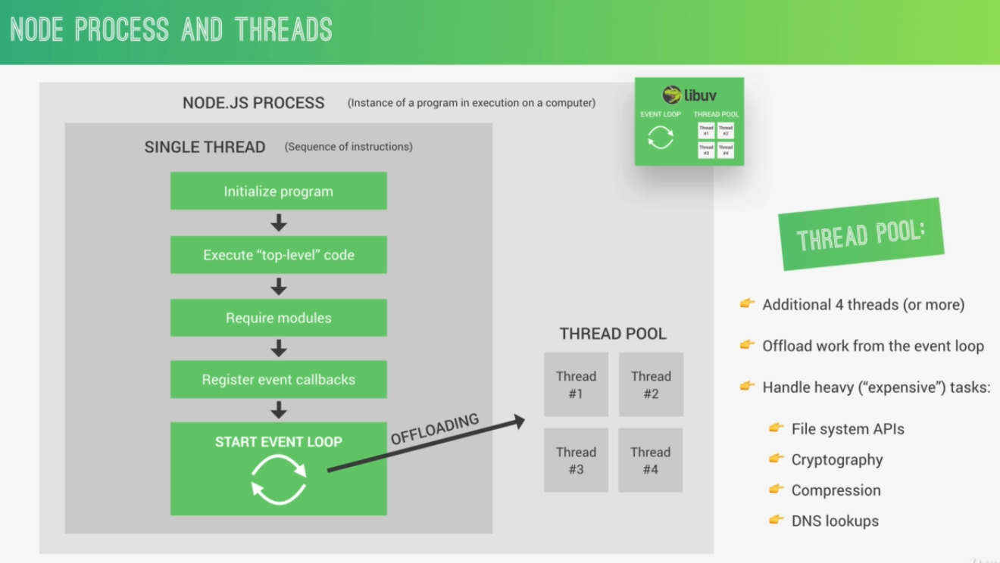 NODE PROCESS AND THREADS
NODE.JS PROCESS (Instance of a program in execution on a computer)
libuv
EVENT LOOP THREAD POOL
Thread #1
Thread #2
Thread #3
Thread #4
SINGLE THREAD (Sequence of instructions)
Initialize program
Execute “top-level” code
Require modules
Register event callbacks
START EVENT LOOP
OFFLOADING
THREAD POOL
Thread
#1
Thread
#2
Thread
#3
Thread
#4
THREAD POOL:
Additional 4 threads (or more)
Offload work from the event loop
Handle heavy (“expensive”) tasks:
File system APIs
Cryptography
Compression
DNS lookups